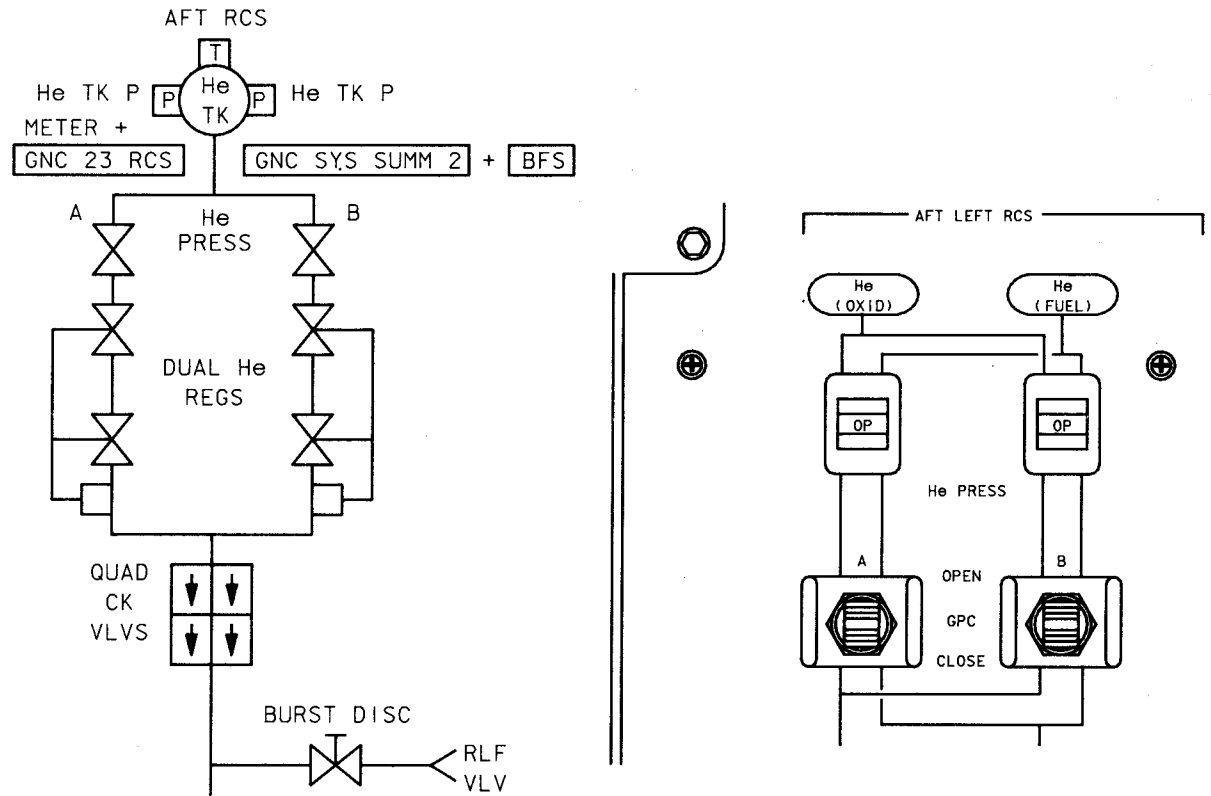 AFT RCS
T
He TK P
P
He
TK
P
He TK P
METER +
GNC 23 RCS
GNC SYS SUMM 2 + BFS
A
He
PRESS
B
DUAL He
REGS
QUAD
CK
VLVS
BURST DISC
RLF
VLV
AFT LEFT RCS
He
(OXID)
He
(FUEL)
OP
OP
He PRESS
A
B
OPEN
GPC
CLOSE